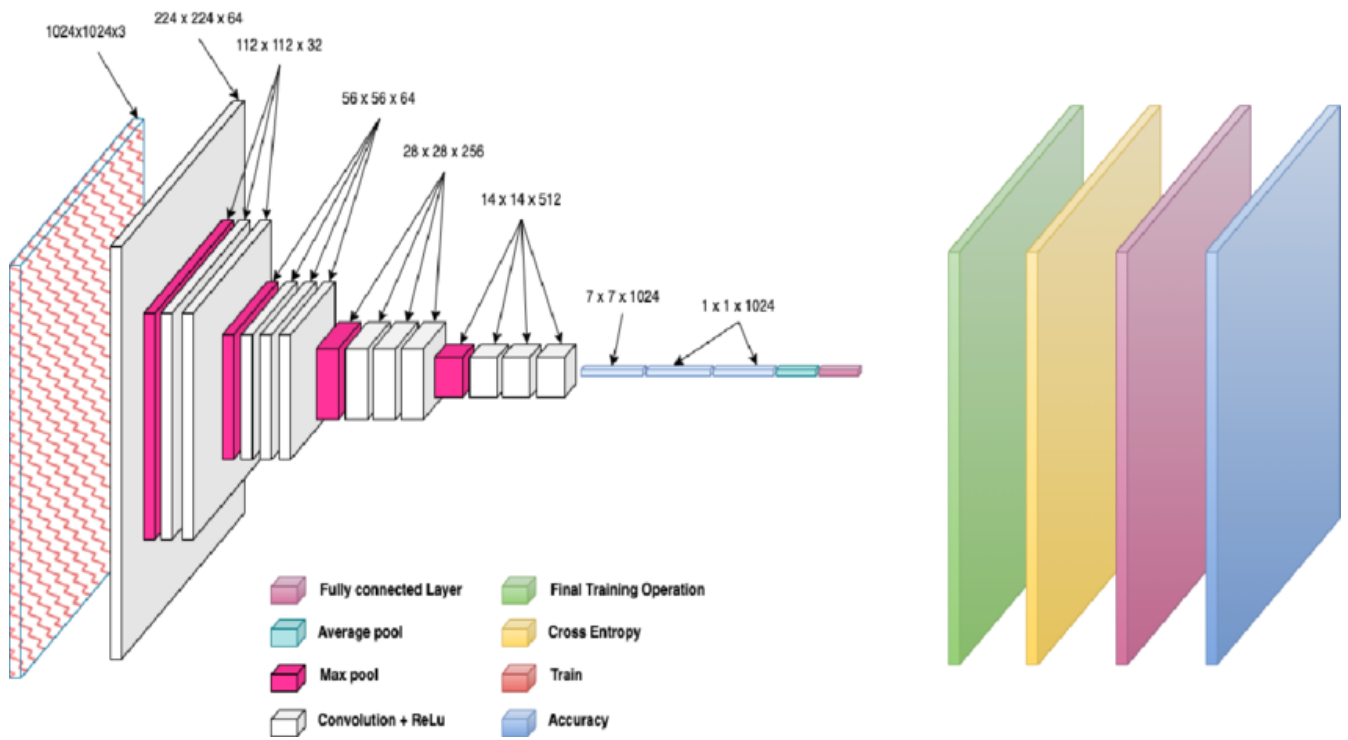 1024x1024x3
224 x 224 x 64
112 x 112 x 32
56 x 56 x 64
28 x 28 x 256
14 x 14 x 512
7 x 7 x 1024
1 x 1 x 1024
Fully connected Layer
Final Training Operation
Average pool
Cross Entropy
Max pool
Train
Convolution + ReLu
Accuracy